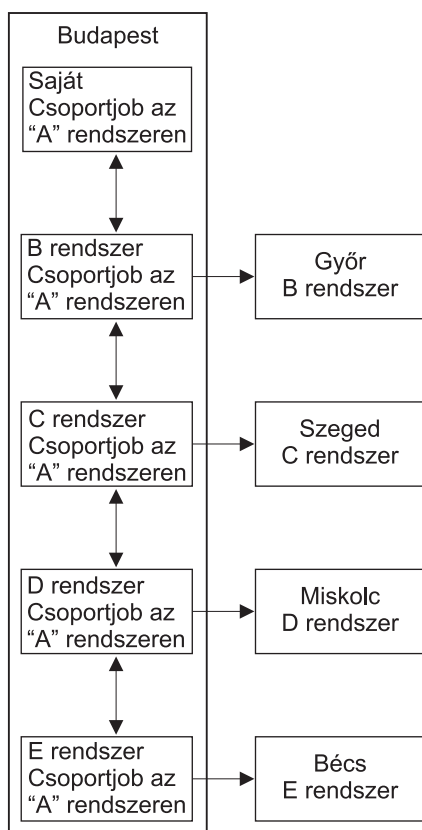 Budapest
Saját
Csoportjob az
“A” rendszeren
B rendszer
Csoportjob az
“A” rendszeren
Győr
B rendszer
C rendszer
Csoportjob az
“A” rendszeren
Szeged
C rendszer
D rendszer
Csoportjob az
“A” rendszeren
Miskolc
D rendszer
E rendszer
Csoportjob az
“A” rendszeren
Bécs
E rendszer